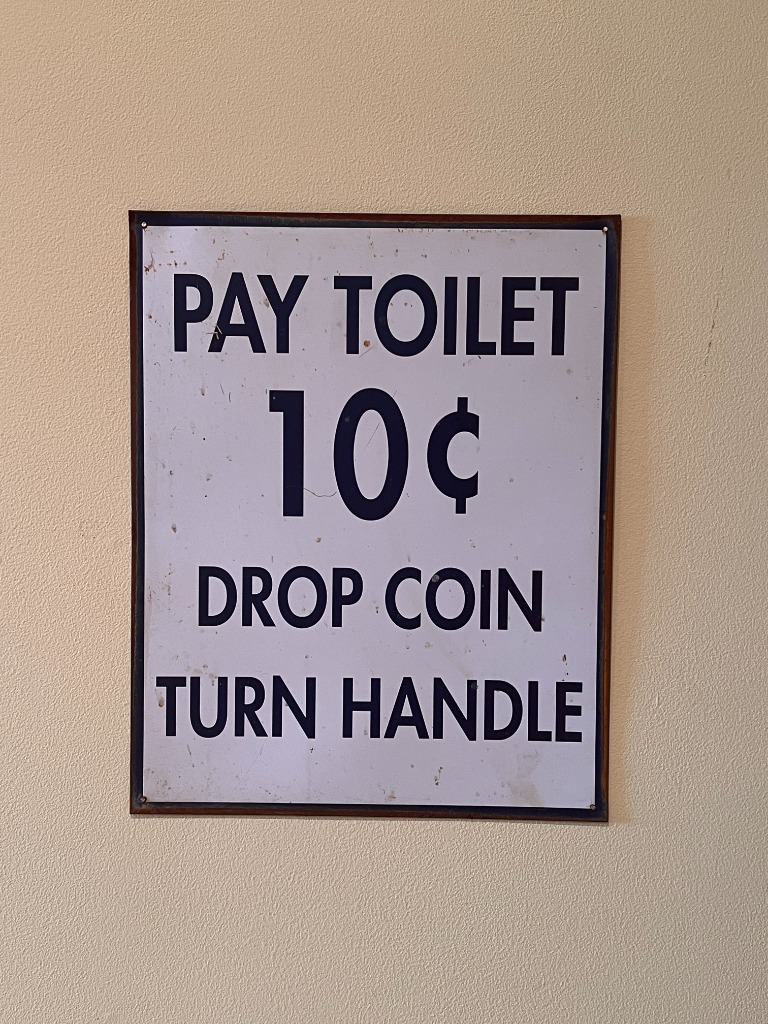 PAY TOILET
10¢
DROP COIN
TURN HANDLE